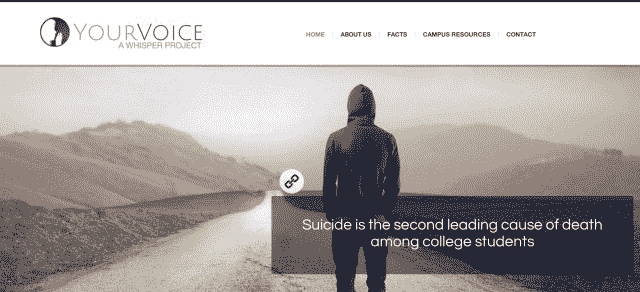 YOURVOICE
A WHISPER PROJECT
HOME
ABOUT US
FACTS
CAMPUS RESOURCES
CONTACT
Suicide is the second leading cause of death
among college students